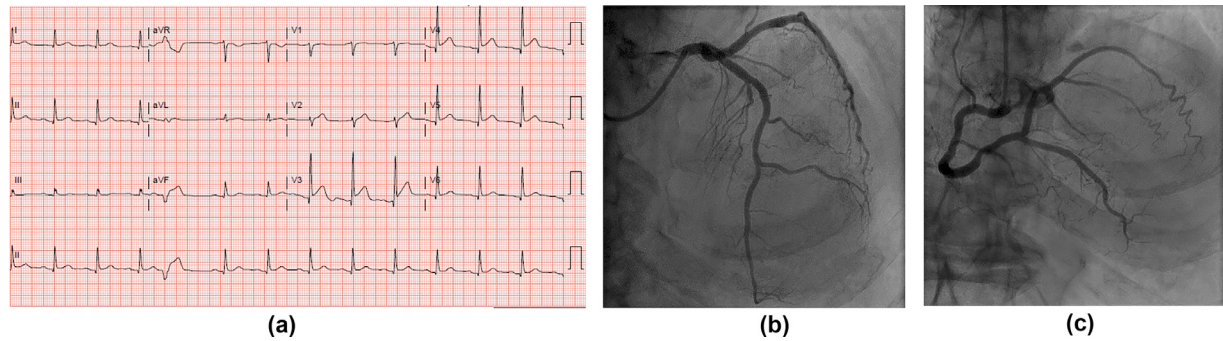 I aVR V1 V4
II aVL V2 V5
III aVF V3 V6
II
(a) (b) (c)